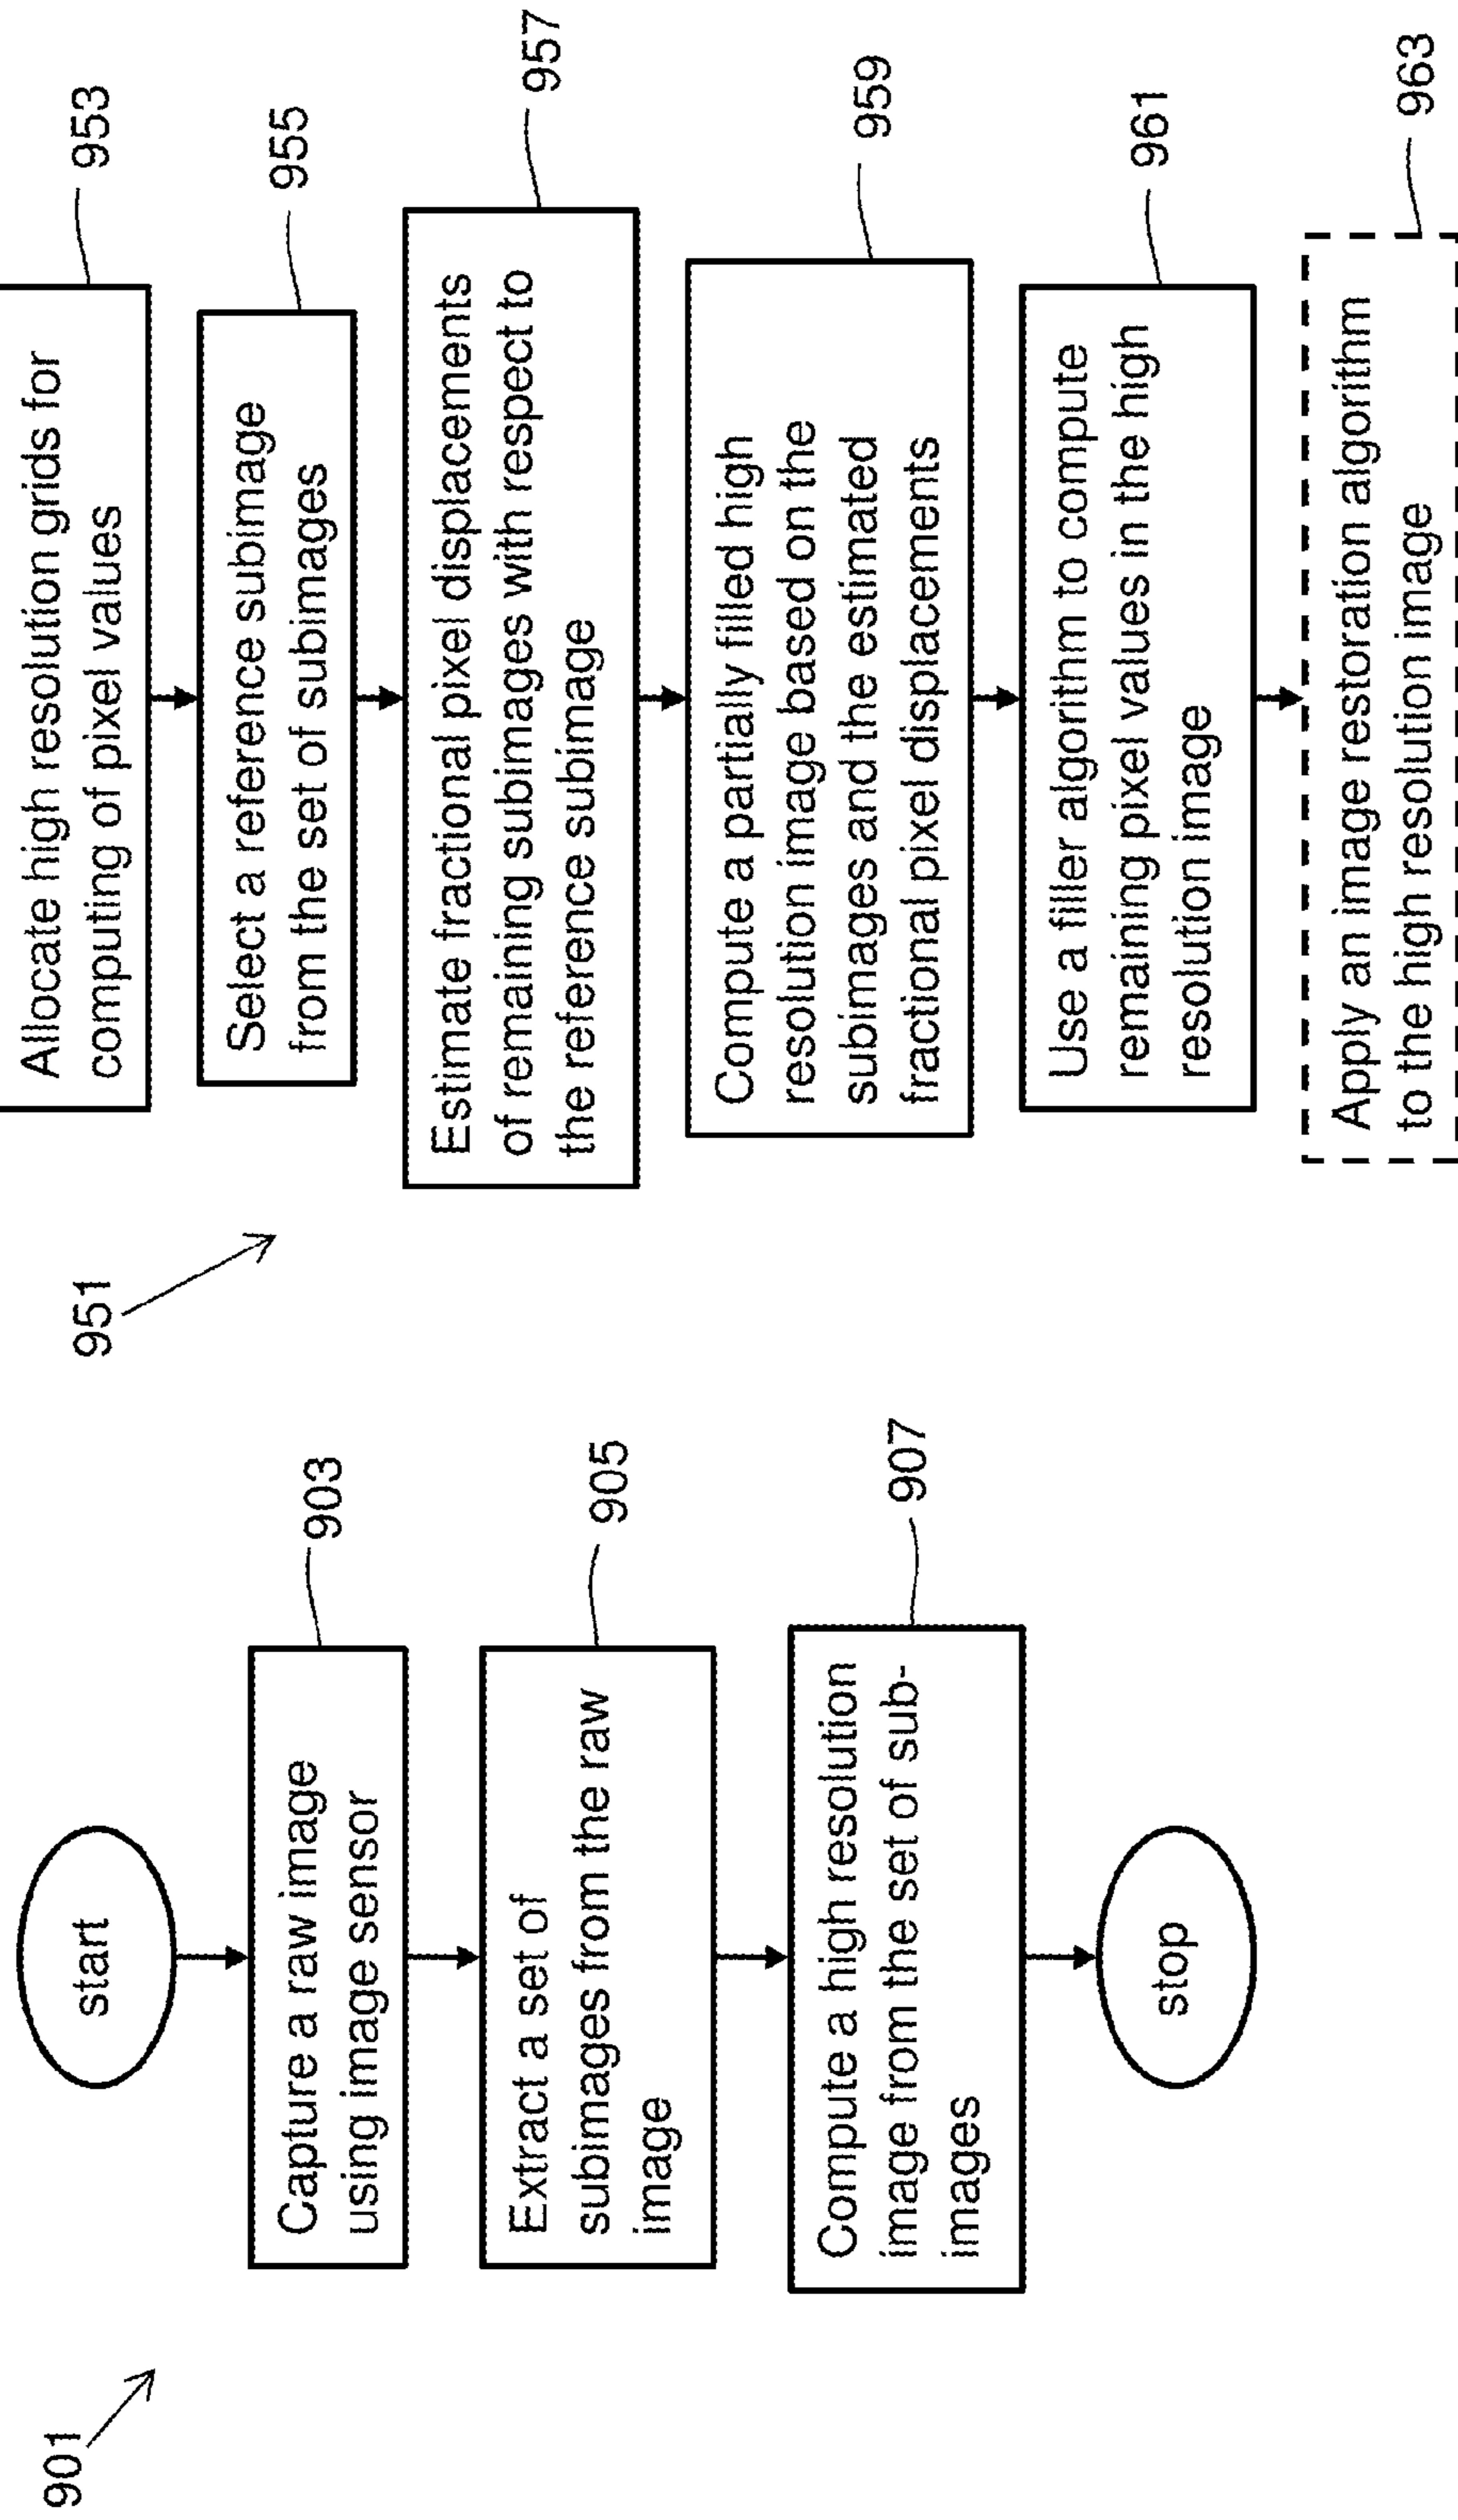 901
start
Capture a raw image
using image sensor
903
Extract a set of
subimages from the raw
image
905
Compute a high resolution
image from the set of sub-
images
907
stop
951
Allocate high resolution grids for
computing of pixel values
953
Select a reference subimage
from the set of subimages
955
Estimate fractional pixel displacements
of remaining subimages with respect to
the reference subimage
957
Compute a partially filled high
resolution image based on the
subimages and the estimated
fractional pixel displacements
959
Use a filler algorithm to compute
remaining pixel values in the high
resolution image
961
Apply an image restoration algorithm
to the high resolution image
963